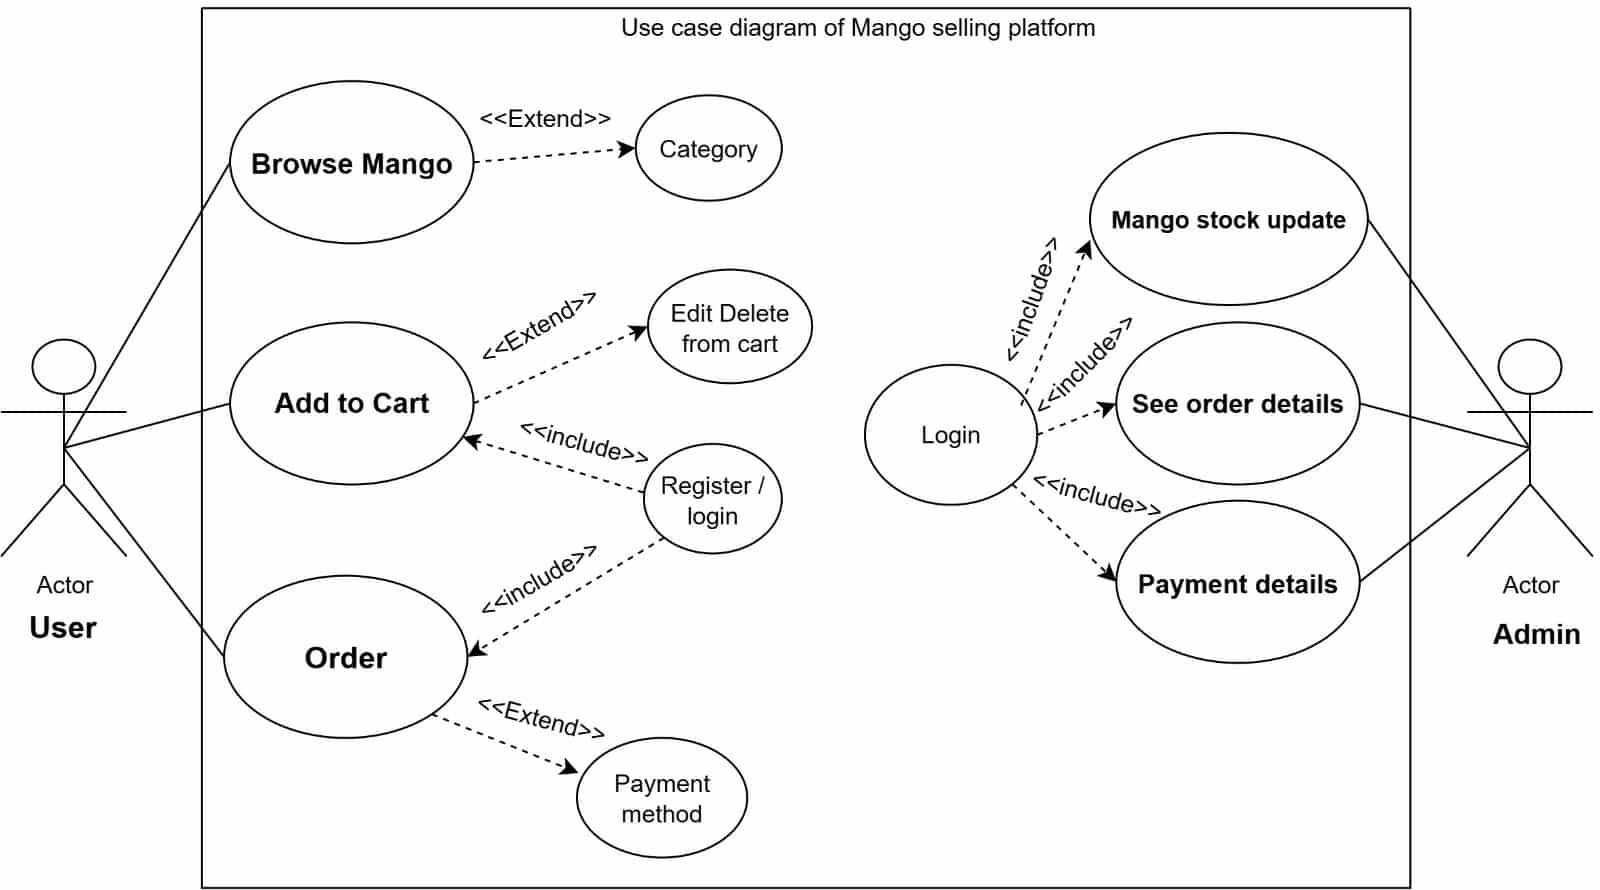 Use case diagram of Mango selling platform
<<Extend>>
Browse Mango
Category
Mango stock update
<<include>>
<<Extend>>
Edit Delete
from cart
<<include>>
Add to Cart
See order details
<<include>>
Login
Register /
login
<<include>>
<<include>>
Payment details
Actor
User
Actor
Admin
Order
<<Extend>>
Payment
method